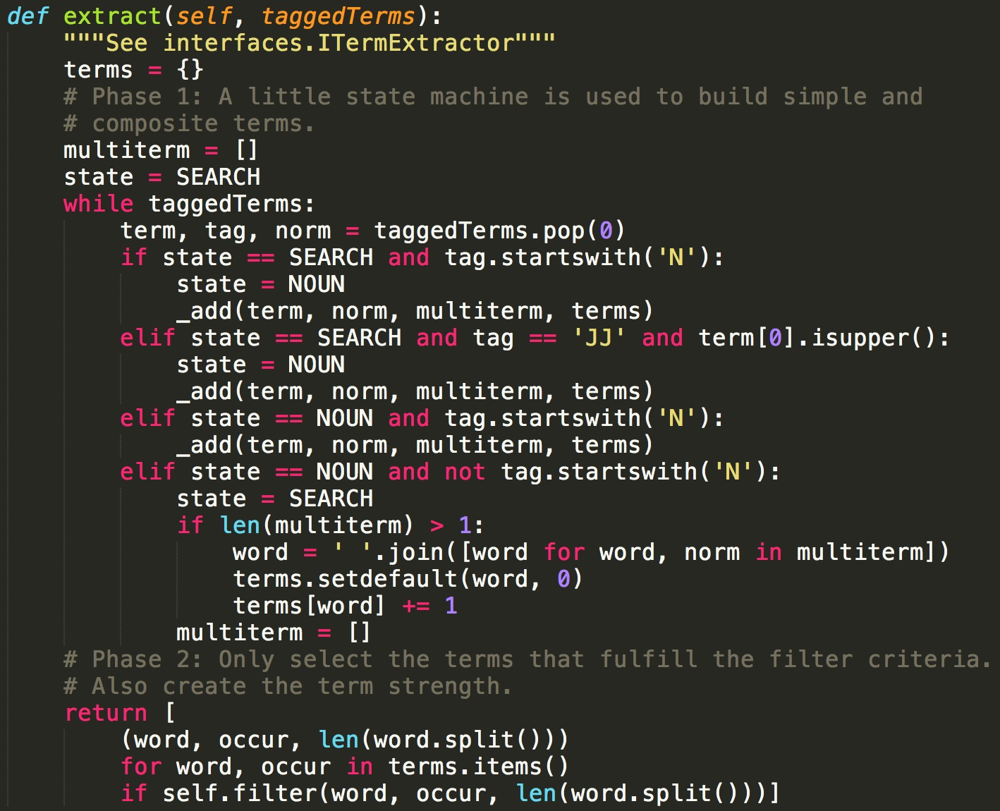 def extract(self, taggedTerms):
    """See interfaces.ITermExtractor"""
    terms = {}
    # Phase 1: A little state machine is used to build simple and
    # composite terms.
    multiterm = []
    state = SEARCH
    while taggedTerms:
        term, tag, norm = taggedTerms.pop(0)
        if state == SEARCH and tag.startswith('N'):
            state = NOUN
            _add(term, norm, multiterm, terms)
        elif state == SEARCH and tag == 'JJ' and term[0].isupper():
            state = NOUN
            _add(term, norm, multiterm, terms)
        elif state == NOUN and tag.startswith('N'):
            _add(term, norm, multiterm, terms)
        elif state == NOUN and not tag.startswith('N'):
            state = SEARCH
            if len(multiterm) > 1:
                word = ' '.join([word for word, norm in multiterm])
                terms.setdefault(word, 0)
                terms[word] += 1
            multiterm = []
    # Phase 2: Only select the terms that fulfill the filter criteria.
    # Also create the term strength.
    return [
        (word, occur, len(word.split()))
        for word, occur in terms.items()
        if self.filter(word, occur, len(word.split()))]